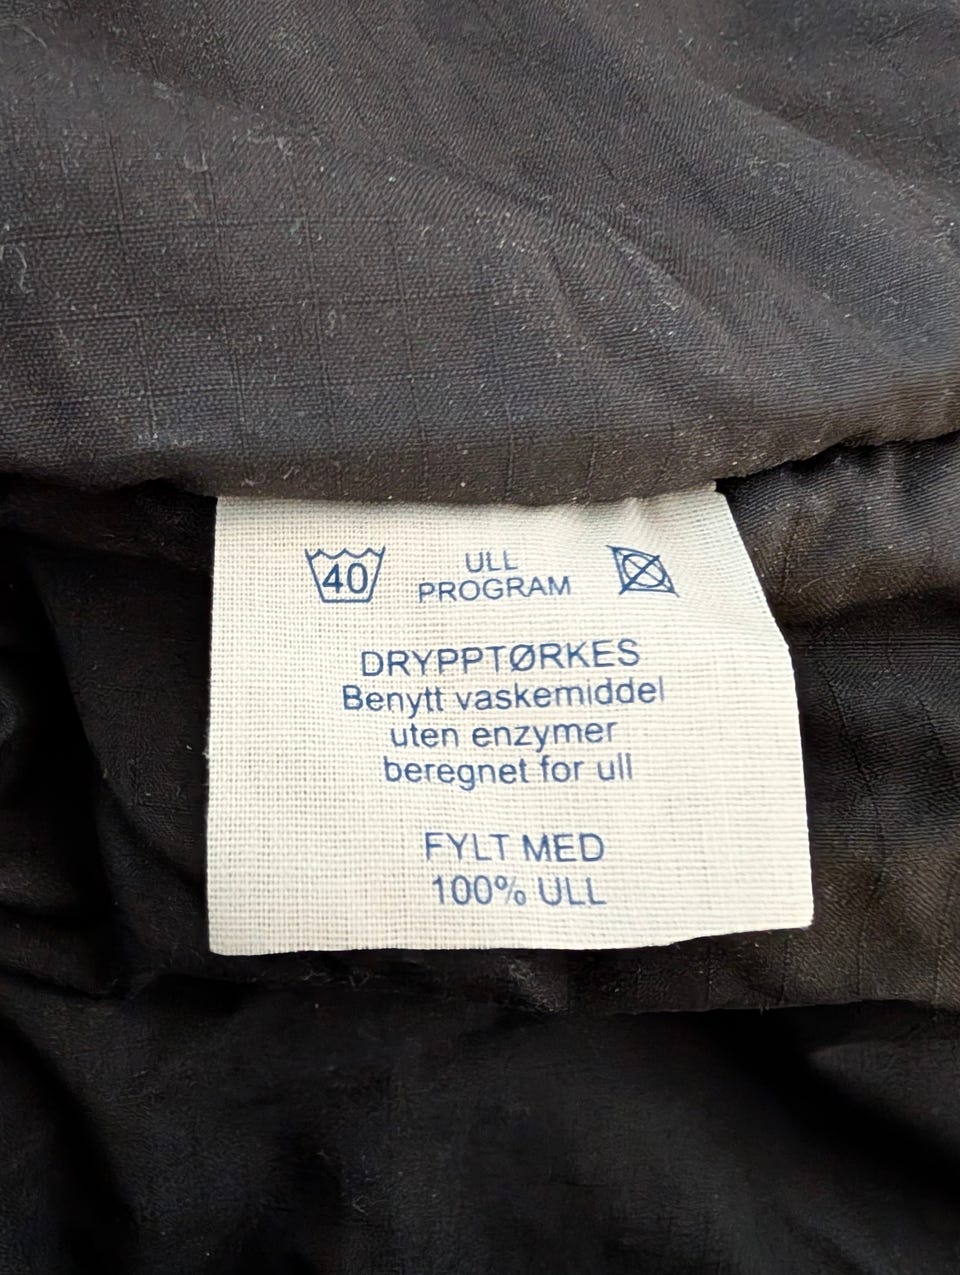 40 ULL
PROGRAM
DRYPPTØRKES
Benytt vaskemiddel
uten enzymer
beregnet for ull
FYLT MED
100% ULL